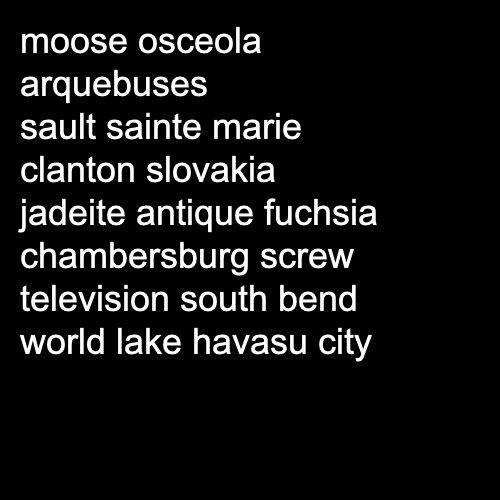 moose osceola
arquebuses
sault sainte marie
clanton slovakia
jadeite antique fuchsia
chambersburg screw
television south bend
world lake havasu city